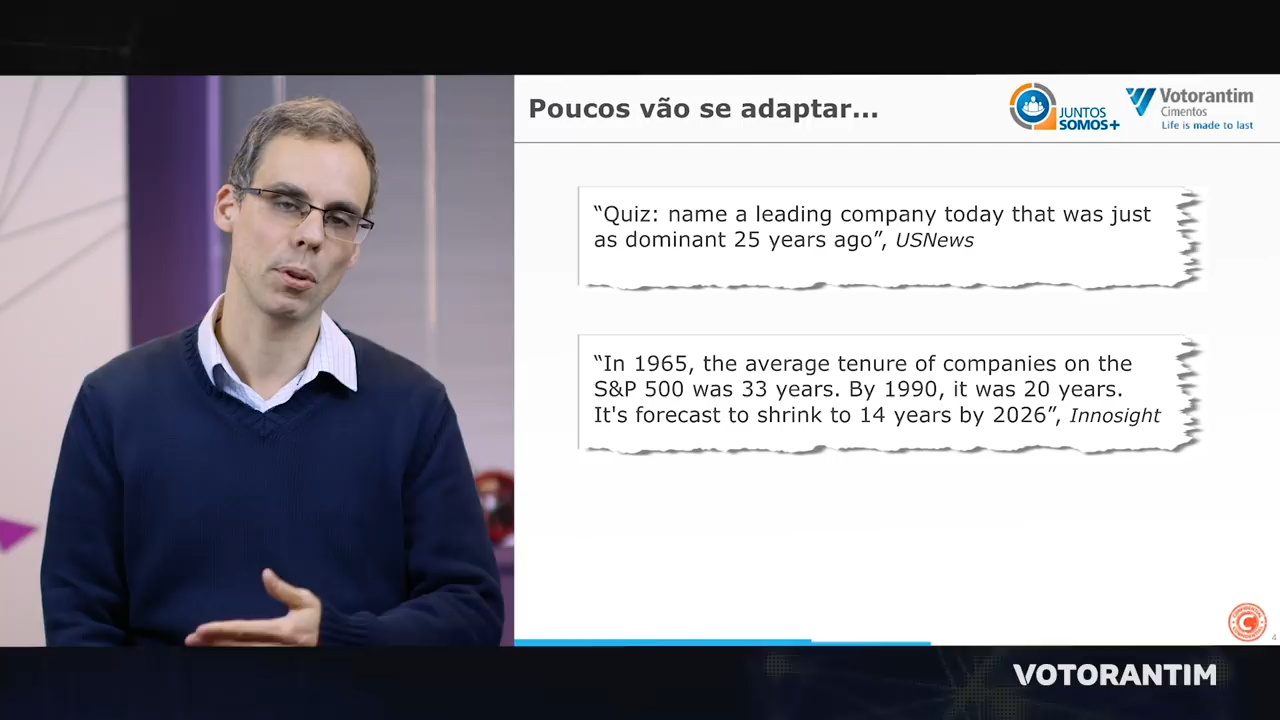 Poucos vão se adaptar...
JUNTOS
SOMOS+
Votorantim
Cimentos
Life is made to last
“Quiz: name a leading company today that was just
as dominant 25 years ago”, USNews
“In 1965, the average tenure of companies on the
S&P 500 was 33 years. By 1990, it was 20 years.
It's forecast to shrink to 14 years by 2026”, Innosight
C
4
VOTORANTIM